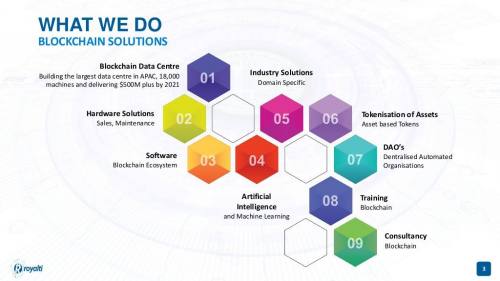 WHAT WE DO
BLOCKCHAIN SOLUTIONS
Blockchain Data Centre
Building the largest data centre in APAC, 18,000
machines and delivering $500M plus by 2021
01
Industry Solutions
Domain Specific
Hardware Solutions
Sales, Maintenance
02
05
06
Tokenisation of Assets
Asset based Tokens
Software
Blockchain Ecosystem
03
04
07
DAO's
Dentralised Automated
Organisations
Artificial
Intelligence
and Machine Learning
08
Training
Blockchain
09
Consultancy
Blockchain
royalti
3